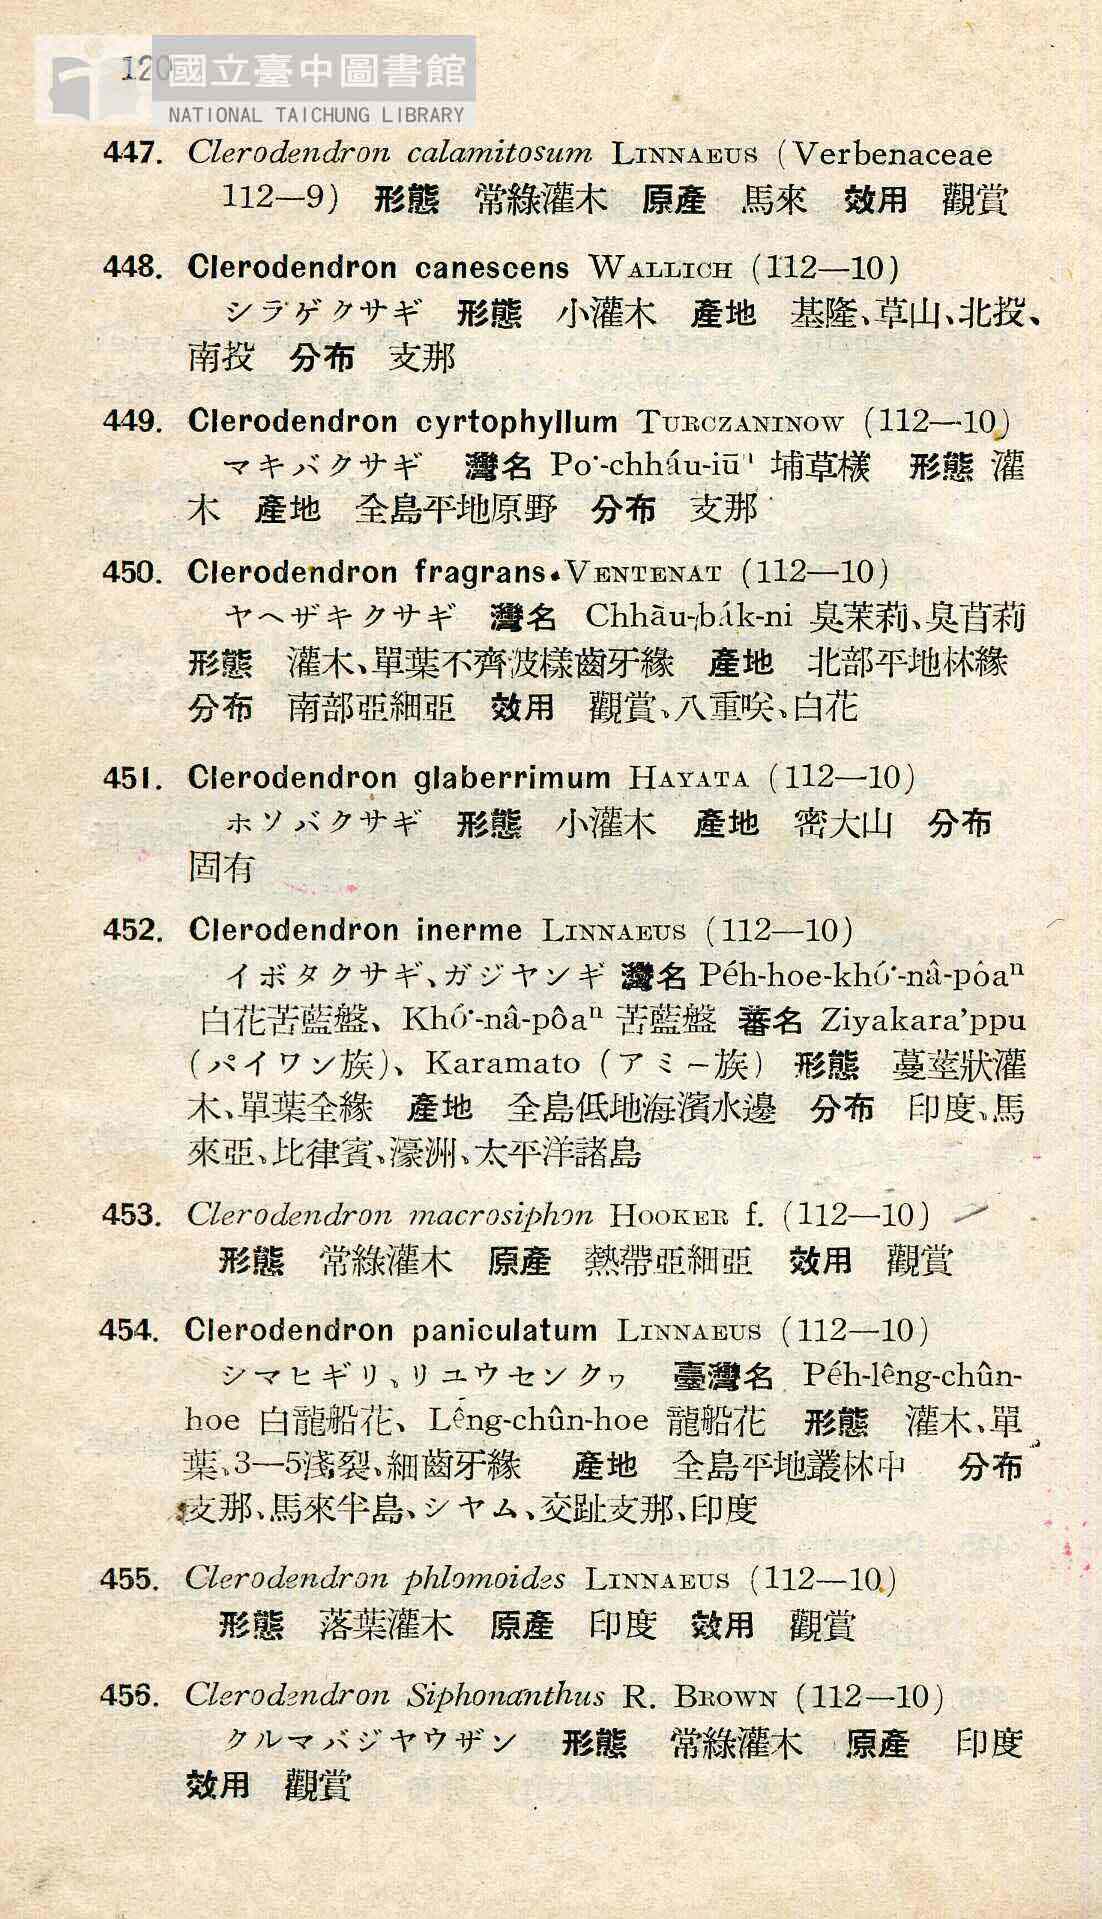 120
國立臺中圖書館
NATIONAL TAICHUNG LIBRARY
447. Clerodendron calamitosum LINNAEUS (Verbenaceae
112—9) 形態 常綠灌木 原產 馬來 效用 觀賞
448. Clerodendron canescens WALLICH (112—10)
シラゲクサギ 形態 小灌木 產地 基隆、草山、北投、
南投 分布 支那
449. Clerodendron cyrtophyllum TURCZANINOW (112—10)
マキバクサギ 灣名 Po͘-chháu-iūⁿ 埔草樣 形態 灌
木 產地 全島平地原野 分布 支那
450. Clerodendron fragrans VENTENAT (112—10)
ヤヘザキクサギ 灣名 Chhàu-bák-ni 臭茉莉、臭苜莉
形態 灌木、單葉不齊波樣齒牙緣 產地 北部平地林緣
分布 南部亞細亞 效用 觀賞、八重咲、白花
451. Clerodendron glaberrimum HAYATA (112—10)
ホソバクサギ 形態 小灌木 產地 密大山 分布
固有
452. Clerodendron inerme LINNAEUS (112—10)
イボタクサギ、ガジヤンギ 灣名 Péh-hoe-khó͘-nâ-pôaⁿ
白花苦藍盤、 Khó͘-nâ-pôaⁿ 苦藍盤 蕃名 Ziyakara'ppu
(パイワン族)、 Karamato (アミー族) 形態 蔓莖狀灌
木、單葉全緣 產地 全島低地海濱水邊 分布 印度、馬
來亞、比律賓、濠洲、太平洋諸島
453. Clerodendron macrosiphon HOOKER f. (112—10)
形態 常綠灌木 原產 熱帶亞細亞 效用 觀賞
454. Clerodendron paniculatum LINNAEUS (112—10)
シマヒギリ、リユウセンクヮ 臺灣名 Péh-lêng-chûn-
hoe 白龍船花、 Lêng-chûn-hoe 龍船花 形態 灌木、單
葉、3—5淺裂、細齒牙緣 產地 全島平地叢林中 分布
支那、馬來半島、シヤム、交趾支那、印度
455. Clerodendron phlomoides LINNAEUS (112—10)
形態 落葉灌木 原產 印度 效用 觀賞
456. Clerodendron Siphonanthus R. BROWN (112—10)
クルマバジヤウザン 形態 常綠灌木 原產 印度
效用 觀賞